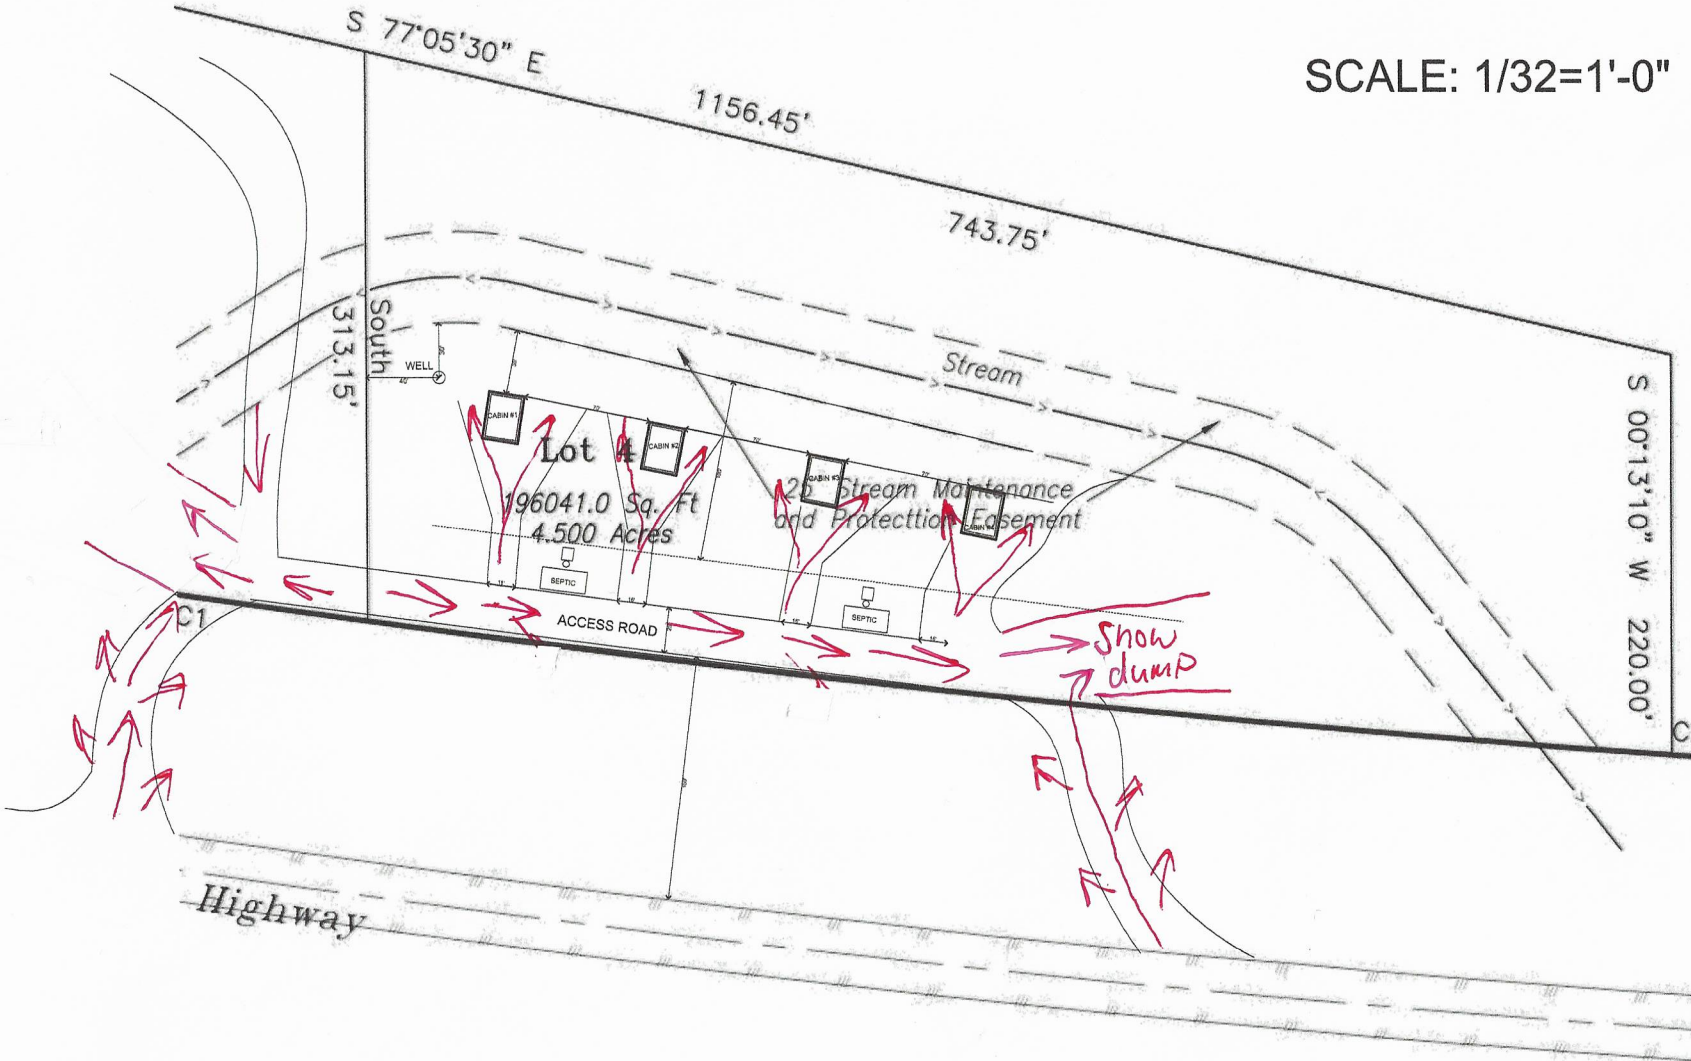 S 77°05'30" E
SCALE: 1/32=1'-0"
1156.45'
743.75'
South
313.15'
WELL
40'
Stream
S 00°13'10" W 220.00'
CABIN #1
CABIN #2
CABIN #3
Lot 4
196041.0 Sq. Ft
4.500 Acres
25' Stream Maintenance
and Protecttion Easement
SEPTIC
SEPTIC
C1
ACCESS ROAD
Snow
dump
C
Highway